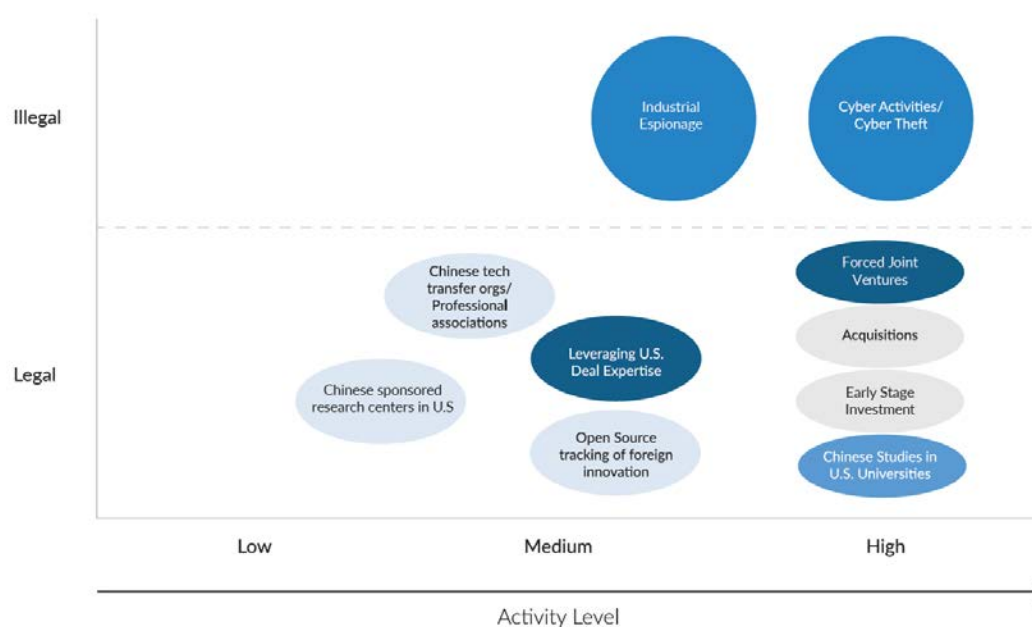 Illegal
Industrial
Espionage
Cyber Activities/
Cyber Theft
Legal
Chinese tech
transfer orgs/
Professional
associations
Forced Joint
Ventures
Acquisitions
Leveraging U.S.
Deal Expertise
Chinese sponsored
research centers in U.S
Early Stage
Investment
Open Source
tracking of foreign
innovation
Chinese Studies in
U.S. Universities
Low
Medium
High
Activity Level